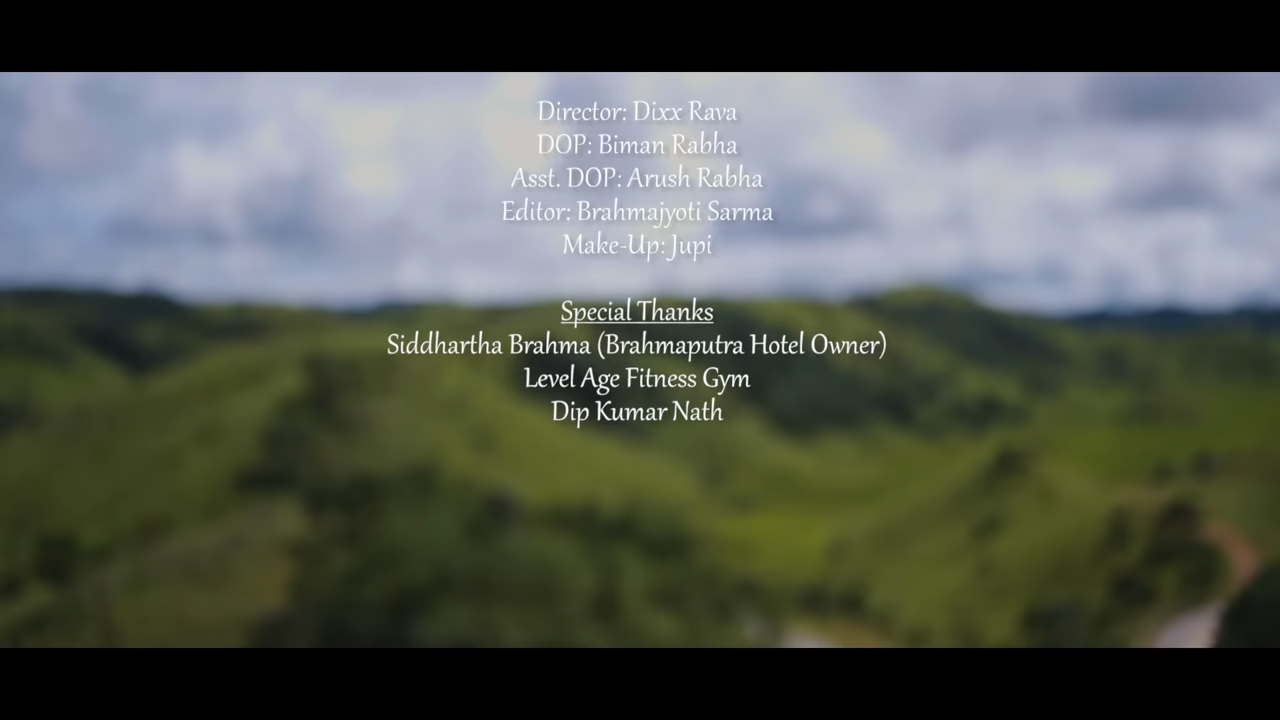 Director: Dixx Rava
DOP: Biman Rabha
Asst. DOP: Arush Rabha
Editor: Brahmajyoti Sarma
Make-Up: Jupi
Special Thanks
Siddhartha Brahma (Brahmaputra Hotel Owner)
Level Age Fitness Gym
Dip Kumar Nath